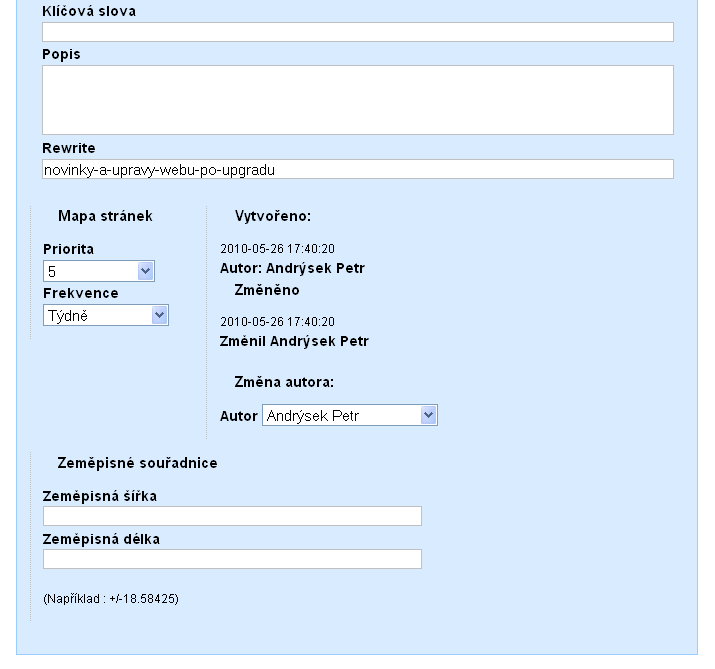 Klíčová slova
Popis
Rewrite
novinky-a-upravy-webu-po-upgradu
Mapa stránek
Priorita
5
Frekvence
Týdně
Vytvořeno:
2010-05-26 17:40:20
Autor: Andrýsek Petr
Změněno
2010-05-26 17:40:20
Změnil Andrýsek Petr
Změna autora:
Autor Andrýsek Petr
Zeměpisné souřadnice
Zeměpisná šířka
Zeměpisná délka
(Například : +/-18.58425)